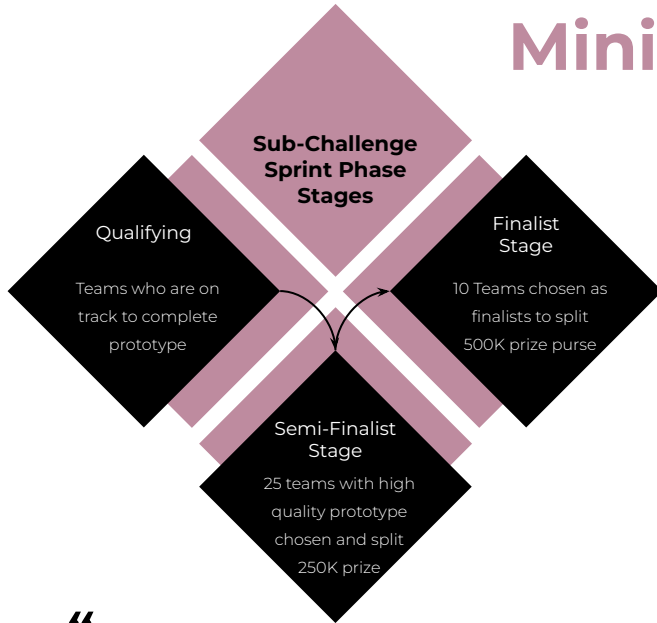 Mini
Sub-Challenge
Sprint Phase
Stages
Qualifying
Teams who are on
track to complete
prototype
Semi-Finalist
Stage
25 teams with high
quality prototype
chosen and split
250K prize
Finalist
Stage
10 Teams chosen as
finalists to split
500K prize purse
“